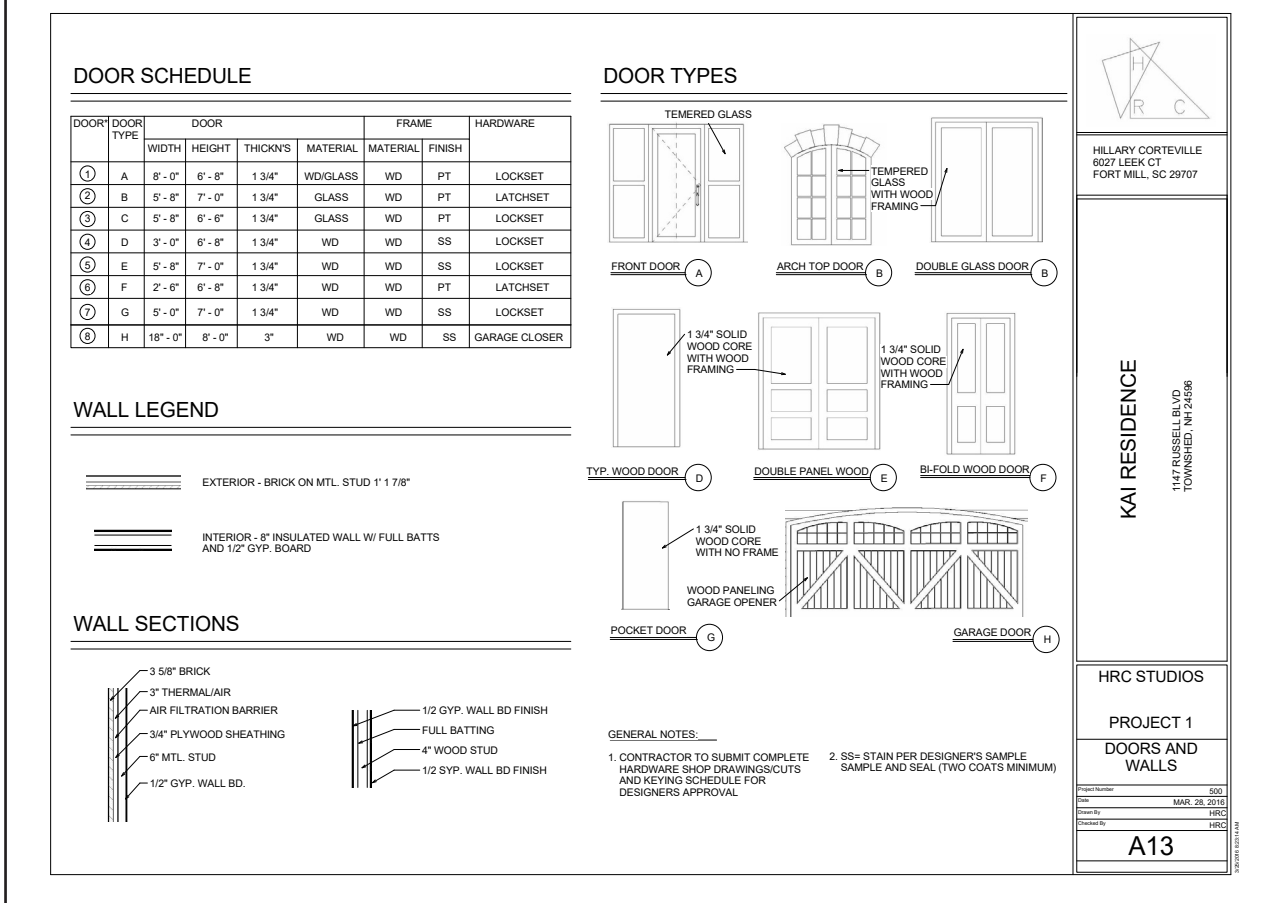 DOOR SCHEDULE
DOOR* DOOR TYPE DOOR FRAME HARDWARE
WIDTH HEIGHT THICKN'S MATERIAL MATERIAL FINISH
1 A 8' - 0" 6' - 8" 1 3/4" WD/GLASS WD PT LOCKSET
2 B 5' - 8" 7' - 0" 1 3/4" GLASS WD PT LATCHSET
3 C 5' - 8" 6' - 6" 1 3/4" GLASS WD PT LOCKSET
4 D 3' - 0" 6' - 8" 1 3/4" WD WD SS LOCKSET
5 E 5' - 8" 7' - 0" 1 3/4" WD WD SS LOCKSET
6 F 2' - 6" 6' - 8" 1 3/4" WD WD PT LATCHSET
7 G 5' - 0" 7' - 0" 1 3/4" WD WD SS LOCKSET
8 H 18" - 0" 8' - 0" 3" WD WD SS GARAGE CLOSER
WALL LEGEND
EXTERIOR - BRICK ON MTL. STUD 1' 1 7/8"
INTERIOR - 8" INSULATED WALL W/ FULL BATTS
AND 1/2" GYP. BOARD
WALL SECTIONS
3 5/8" BRICK
3" THERMAL/AIR
AIR FILTRATION BARRIER
3/4" PLYWOOD SHEATHING
6" MTL. STUD
1/2" GYP. WALL BD.
1/2 GYP. WALL BD FINISH
FULL BATTING
4" WOOD STUD
1/2 SYP. WALL BD FINISH
DOOR TYPES
TEMERED GLASS
TEMPERED
GLASS
WITH WOOD
FRAMING
FRONT DOOR A
ARCH TOP DOOR B
DOUBLE GLASS DOOR B
1 3/4" SOLID
WOOD CORE
WITH WOOD
FRAMING
1 3/4" SOLID
WOOD CORE
WITH WOOD
FRAMING
TYP. WOOD DOOR D
DOUBLE PANEL WOOD E
BI-FOLD WOOD DOOR F
1 3/4" SOLID
WOOD CORE
WITH NO FRAME
WOOD PANELING
GARAGE OPENER
POCKET DOOR G
GARAGE DOOR H
GENERAL NOTES:
1. CONTRACTOR TO SUBMIT COMPLETE
HARDWARE SHOP DRAWINGS/CUTS
AND KEYING SCHEDULE FOR
DESIGNERS APPROVAL
2. SS= STAIN PER DESIGNER'S SAMPLE
SAMPLE AND SEAL (TWO COATS MINIMUM)
H
R C
HILLARY CORTEVILLE
6027 LEEK CT
FORT MILL, SC 29707
KAI RESIDENCE
1147 RUSSELL BLVD
TOWNSHED, NH 24596
HRC STUDIOS
PROJECT 1
DOORS AND
WALLS
Project Number 500
Date MAR. 28, 2016
Drawn By HRC
Checked By HRC
A13